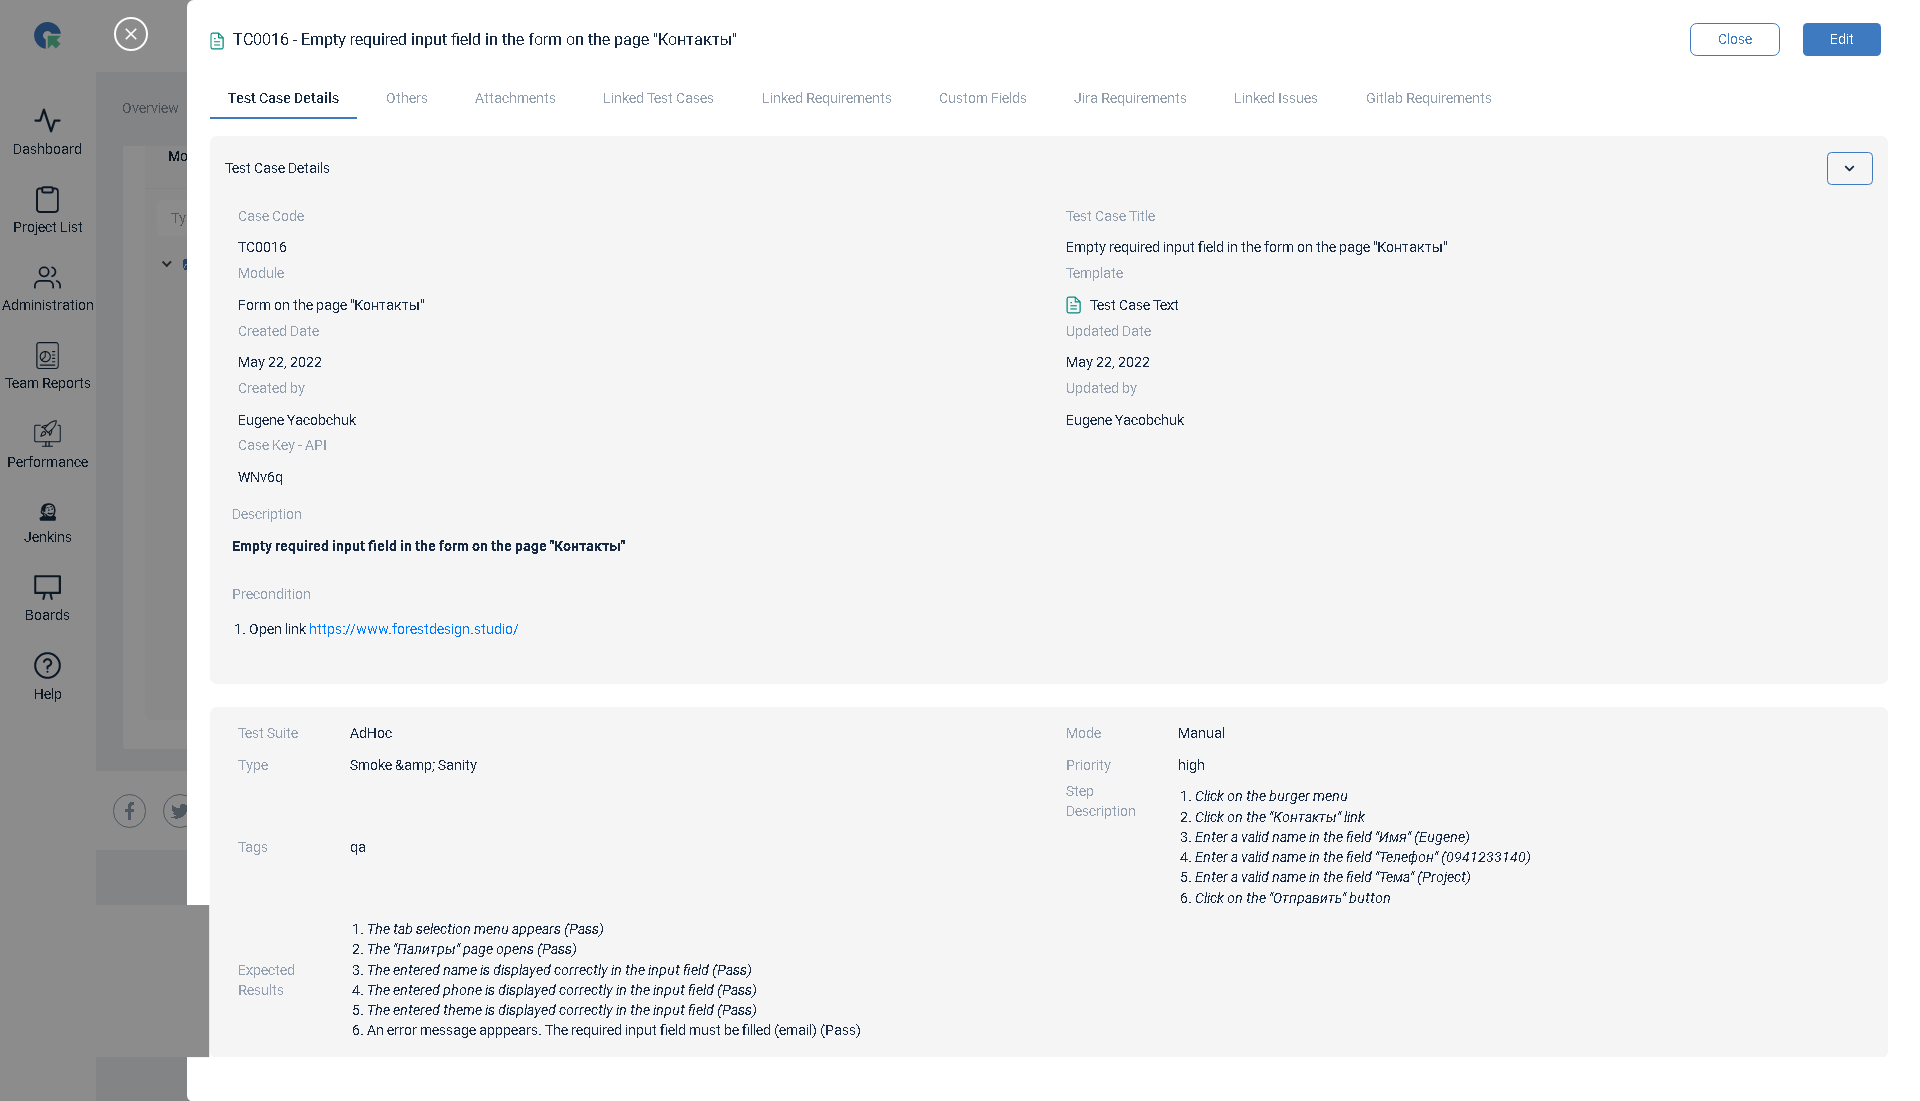 TC0016 - Empty required input field in the form on the page "Контакты"
Close
Edit
Test Case Details
Others
Attachments
Linked Test Cases
Linked Requirements
Custom Fields
Jira Requirements
Linked Issues
Gitlab Requirements
Overview
Mo
Ty
Dashboard
Project List
Administration
Team Reports
Performance
Jenkins
Boards
Help
Test Case Details
Case Code
TC0016
Test Case Title
Empty required input field in the form on the page "Контакты"
Module
Form on the page "Контакты"
Template
Test Case Text
Created Date
May 22, 2022
Updated Date
May 22, 2022
Created by
Eugene Yacobchuk
Updated by
Eugene Yacobchuk
Case Key - API
WNv6q
Description
Empty required input field in the form on the page "Контакты"
Precondition
1. Open link https://www.forestdesign.studio/
Test Suite
AdHoc
Mode
Manual
Type
Smoke &amp; Sanity
Priority
high
Step
Description
1. Click on the burger menu
2. Click on the "Контакты" link
3. Enter a valid name in the field "Имя" (Eugene)
4. Enter a valid name in the field "Телефон" (0941233140)
5. Enter a valid name in the field "Тема" (Project)
6. Click on the "Отправить" button
Tags
qa
Expected
Results
1. The tab selection menu appears (Pass)
2. The "Палитры" page opens (Pass)
3. The entered name is displayed correctly in the input field (Pass)
4. The entered phone is displayed correctly in the input field (Pass)
5. The entered theme is displayed correctly in the input field (Pass)
6. An error message apppears. The required input field must be filled (email) (Pass)